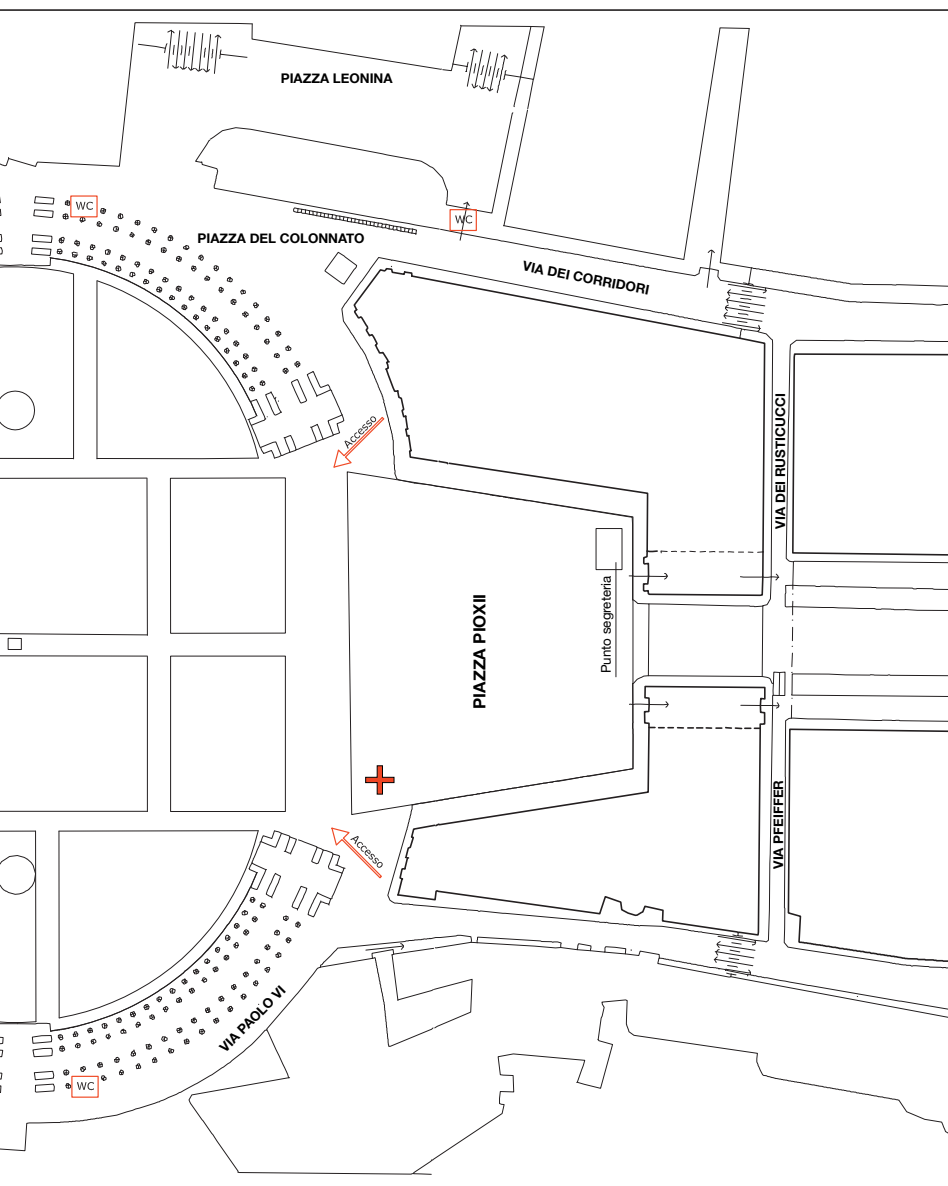 PIAZZA LEONINA
WC
WC
PIAZZA DEL COLONNATO
VIA DEI CORRIDORI
Accesso
VIA DEI RUSTICUCCI
Punto segreteria
PIAZZA PIOXII
Accesso
VIA PFEIFFER
VIA PAOLO VI
WC